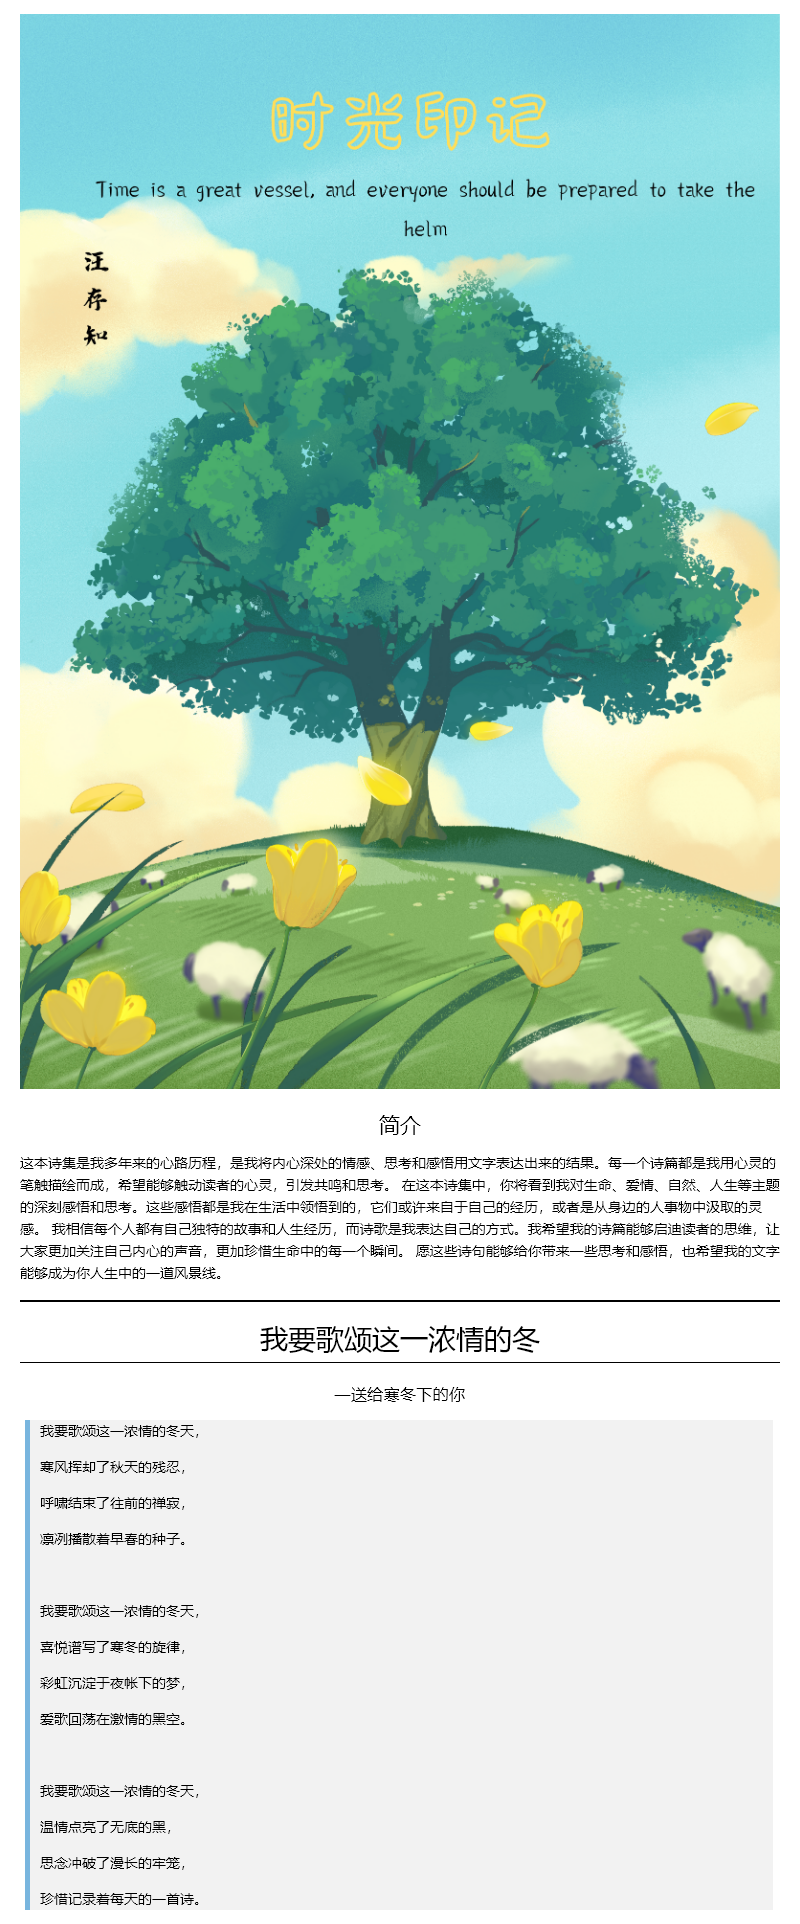 时光印记
Time is a great vessel, and everyone should be prepared to take the
helm
汪
存
知
简介
这本诗集是我多年来的心路历程，是我将内心深处的情感、思考和感悟用文字表达出来的结果。每一个诗篇都是我用心灵的
笔触描绘而成，希望能够触动读者的心灵，引发共鸣和思考。 在这本诗集中，你将看到我对生命、爱情、自然、人生等主题
的深刻感悟和思考。这些感悟都是我在生活中领悟到的，它们或许来自于自己的经历，或者是从身边的人事物中汲取的灵
感。 我相信每个人都有自己独特的故事和人生经历，而诗歌是我表达自己的方式。我希望我的诗篇能够启迪读者的思维，让
大家更加关注自己内心的声音，更加珍惜生命中的每一个瞬间。 愿这些诗句能够给你带来一些思考和感悟，也希望我的文字
能够成为你人生中的一道风景线。
我要歌颂这一浓情的冬
—送给寒冬下的你
我要歌颂这一浓情的冬天，
寒风挥却了秋天的残忍，
呼啸结束了往前的禅寂，
凛冽播散着早春的种子。
我要歌颂这一浓情的冬天，
喜悦谱写了寒冬的旋律，
彩虹沉淀于夜帐下的梦，
爱歌回荡在激情的黑空。
我要歌颂这一浓情的冬天，
温情点亮了无底的黑，
思念冲破了漫长的牢笼，
珍惜记录着每天的一首诗。